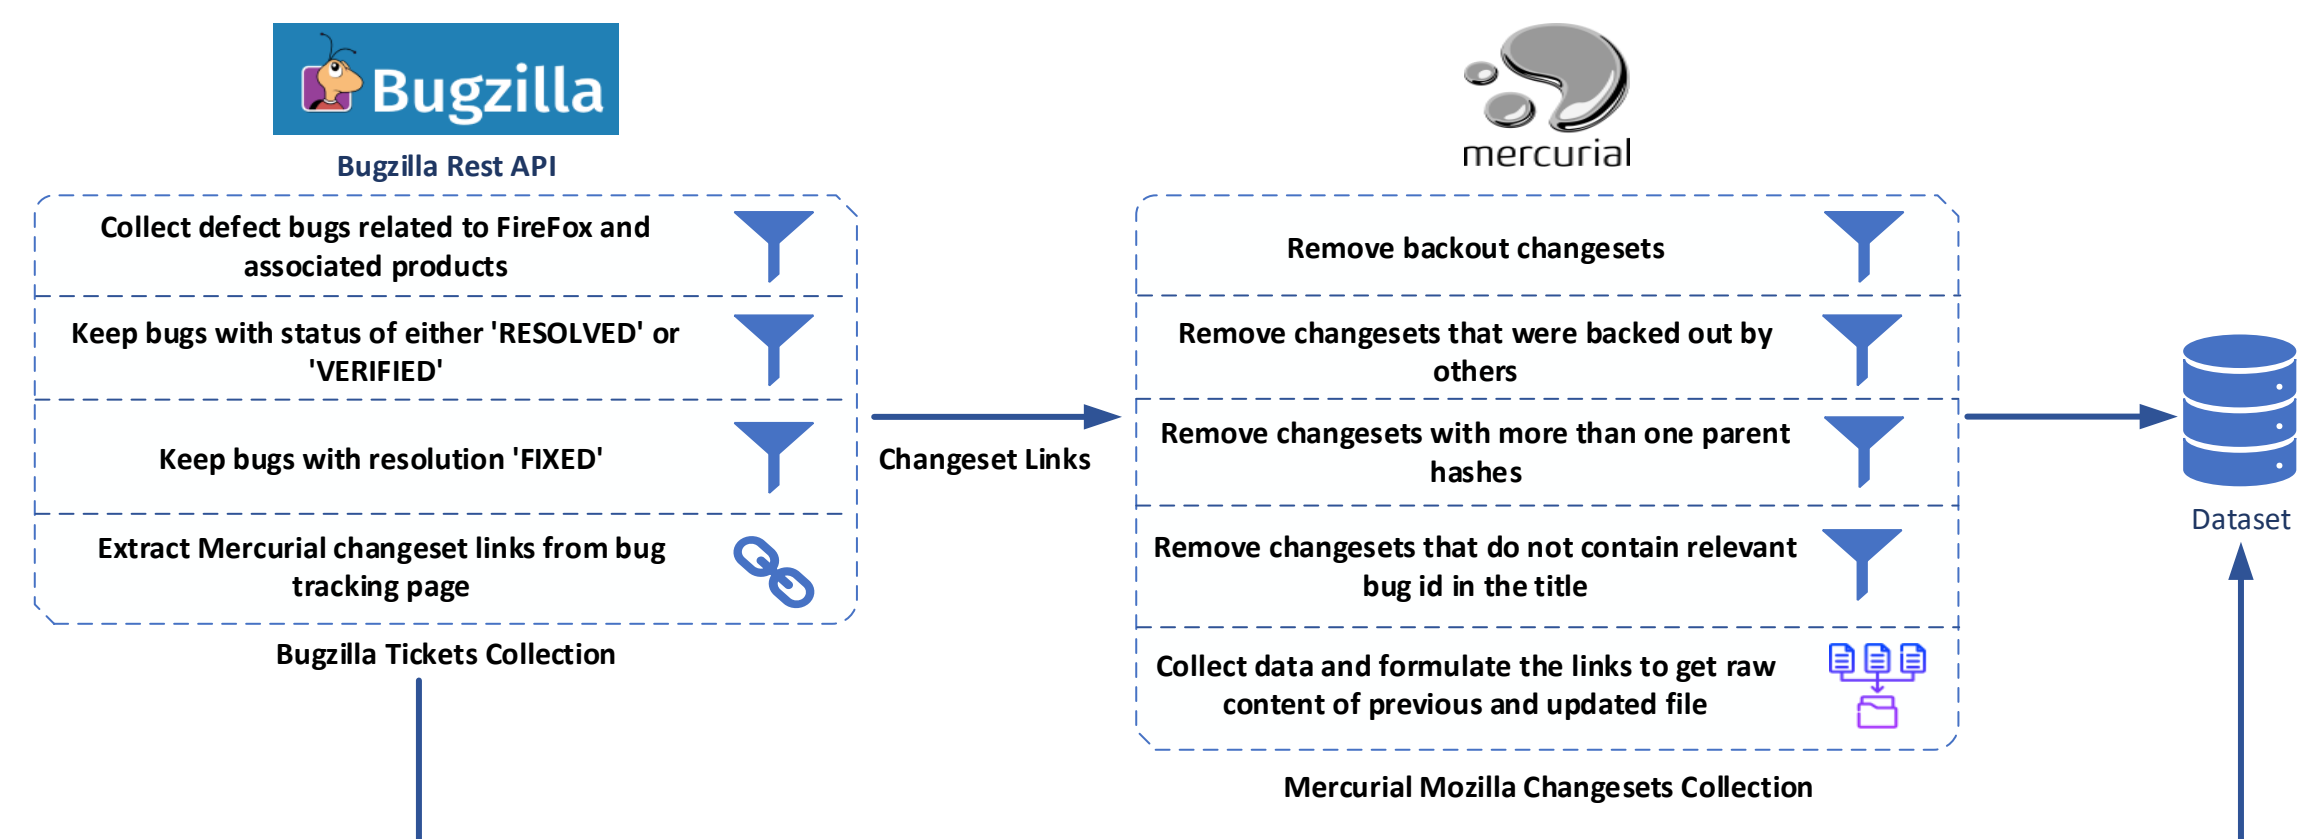 Bugzilla
Bugzilla Rest API
Collect defect bugs related to FireFox and
associated products
Keep bugs with status of either 'RESOLVED' or
'VERIFIED'
Keep bugs with resolution 'FIXED'
Extract Mercurial changeset links from bug
tracking page
Bugzilla Tickets Collection
Changeset Links
mercurial
Remove backout changesets
Remove changesets that were backed out by
others
Remove changesets with more than one parent
hashes
Remove changesets that do not contain relevant
bug id in the title
Collect data and formulate the links to get raw
content of previous and updated file
Mercurial Mozilla Changesets Collection
Dataset